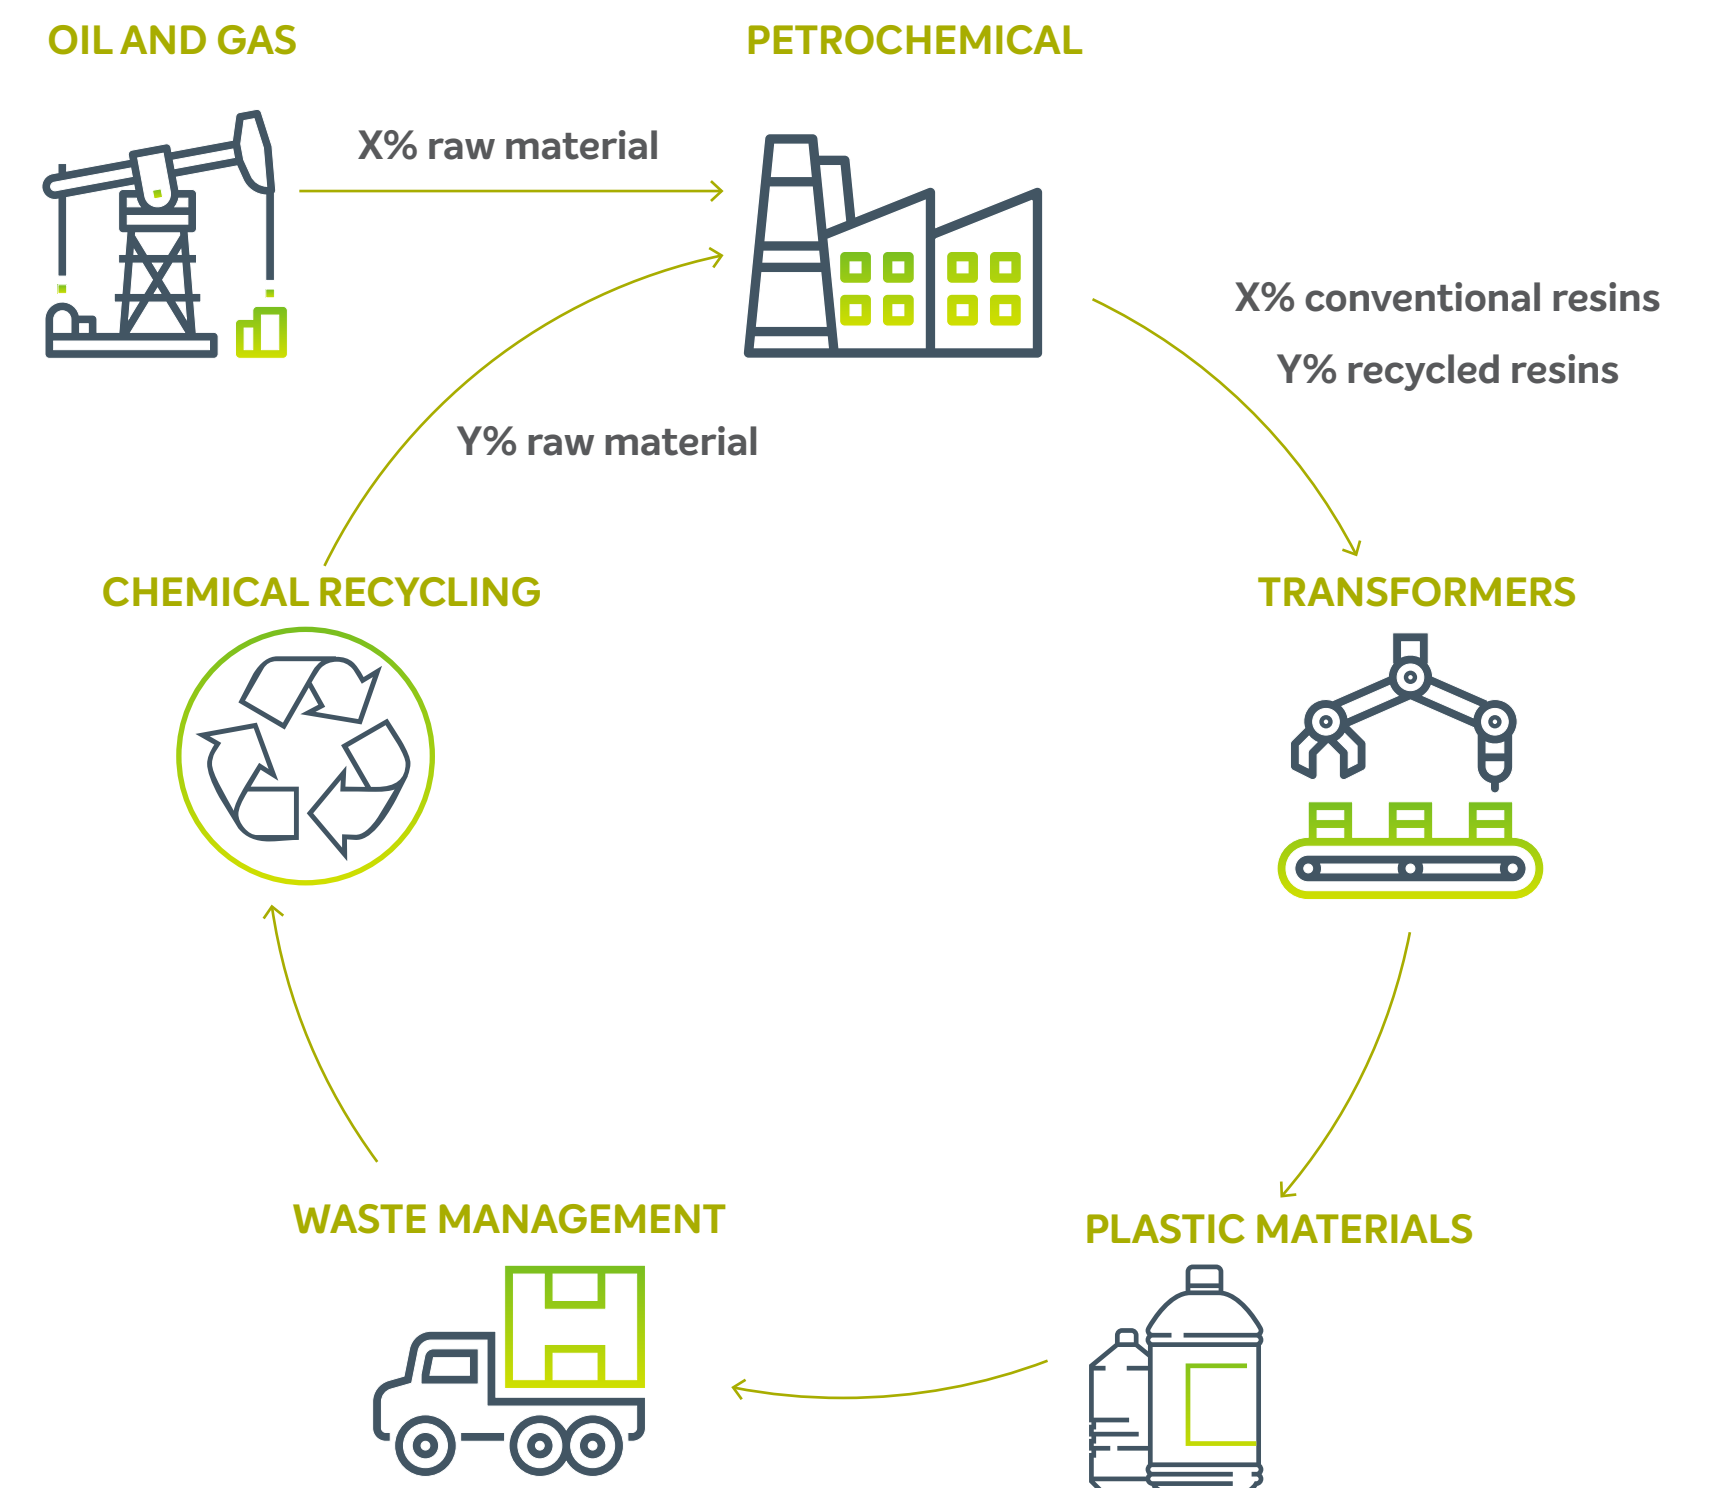 OIL AND GAS
PETROCHEMICAL
X% raw material
X% conventional resins
Y% recycled resins
Y% raw material
CHEMICAL RECYCLING
TRANSFORMERS
WASTE MANAGEMENT
PLASTIC MATERIALS